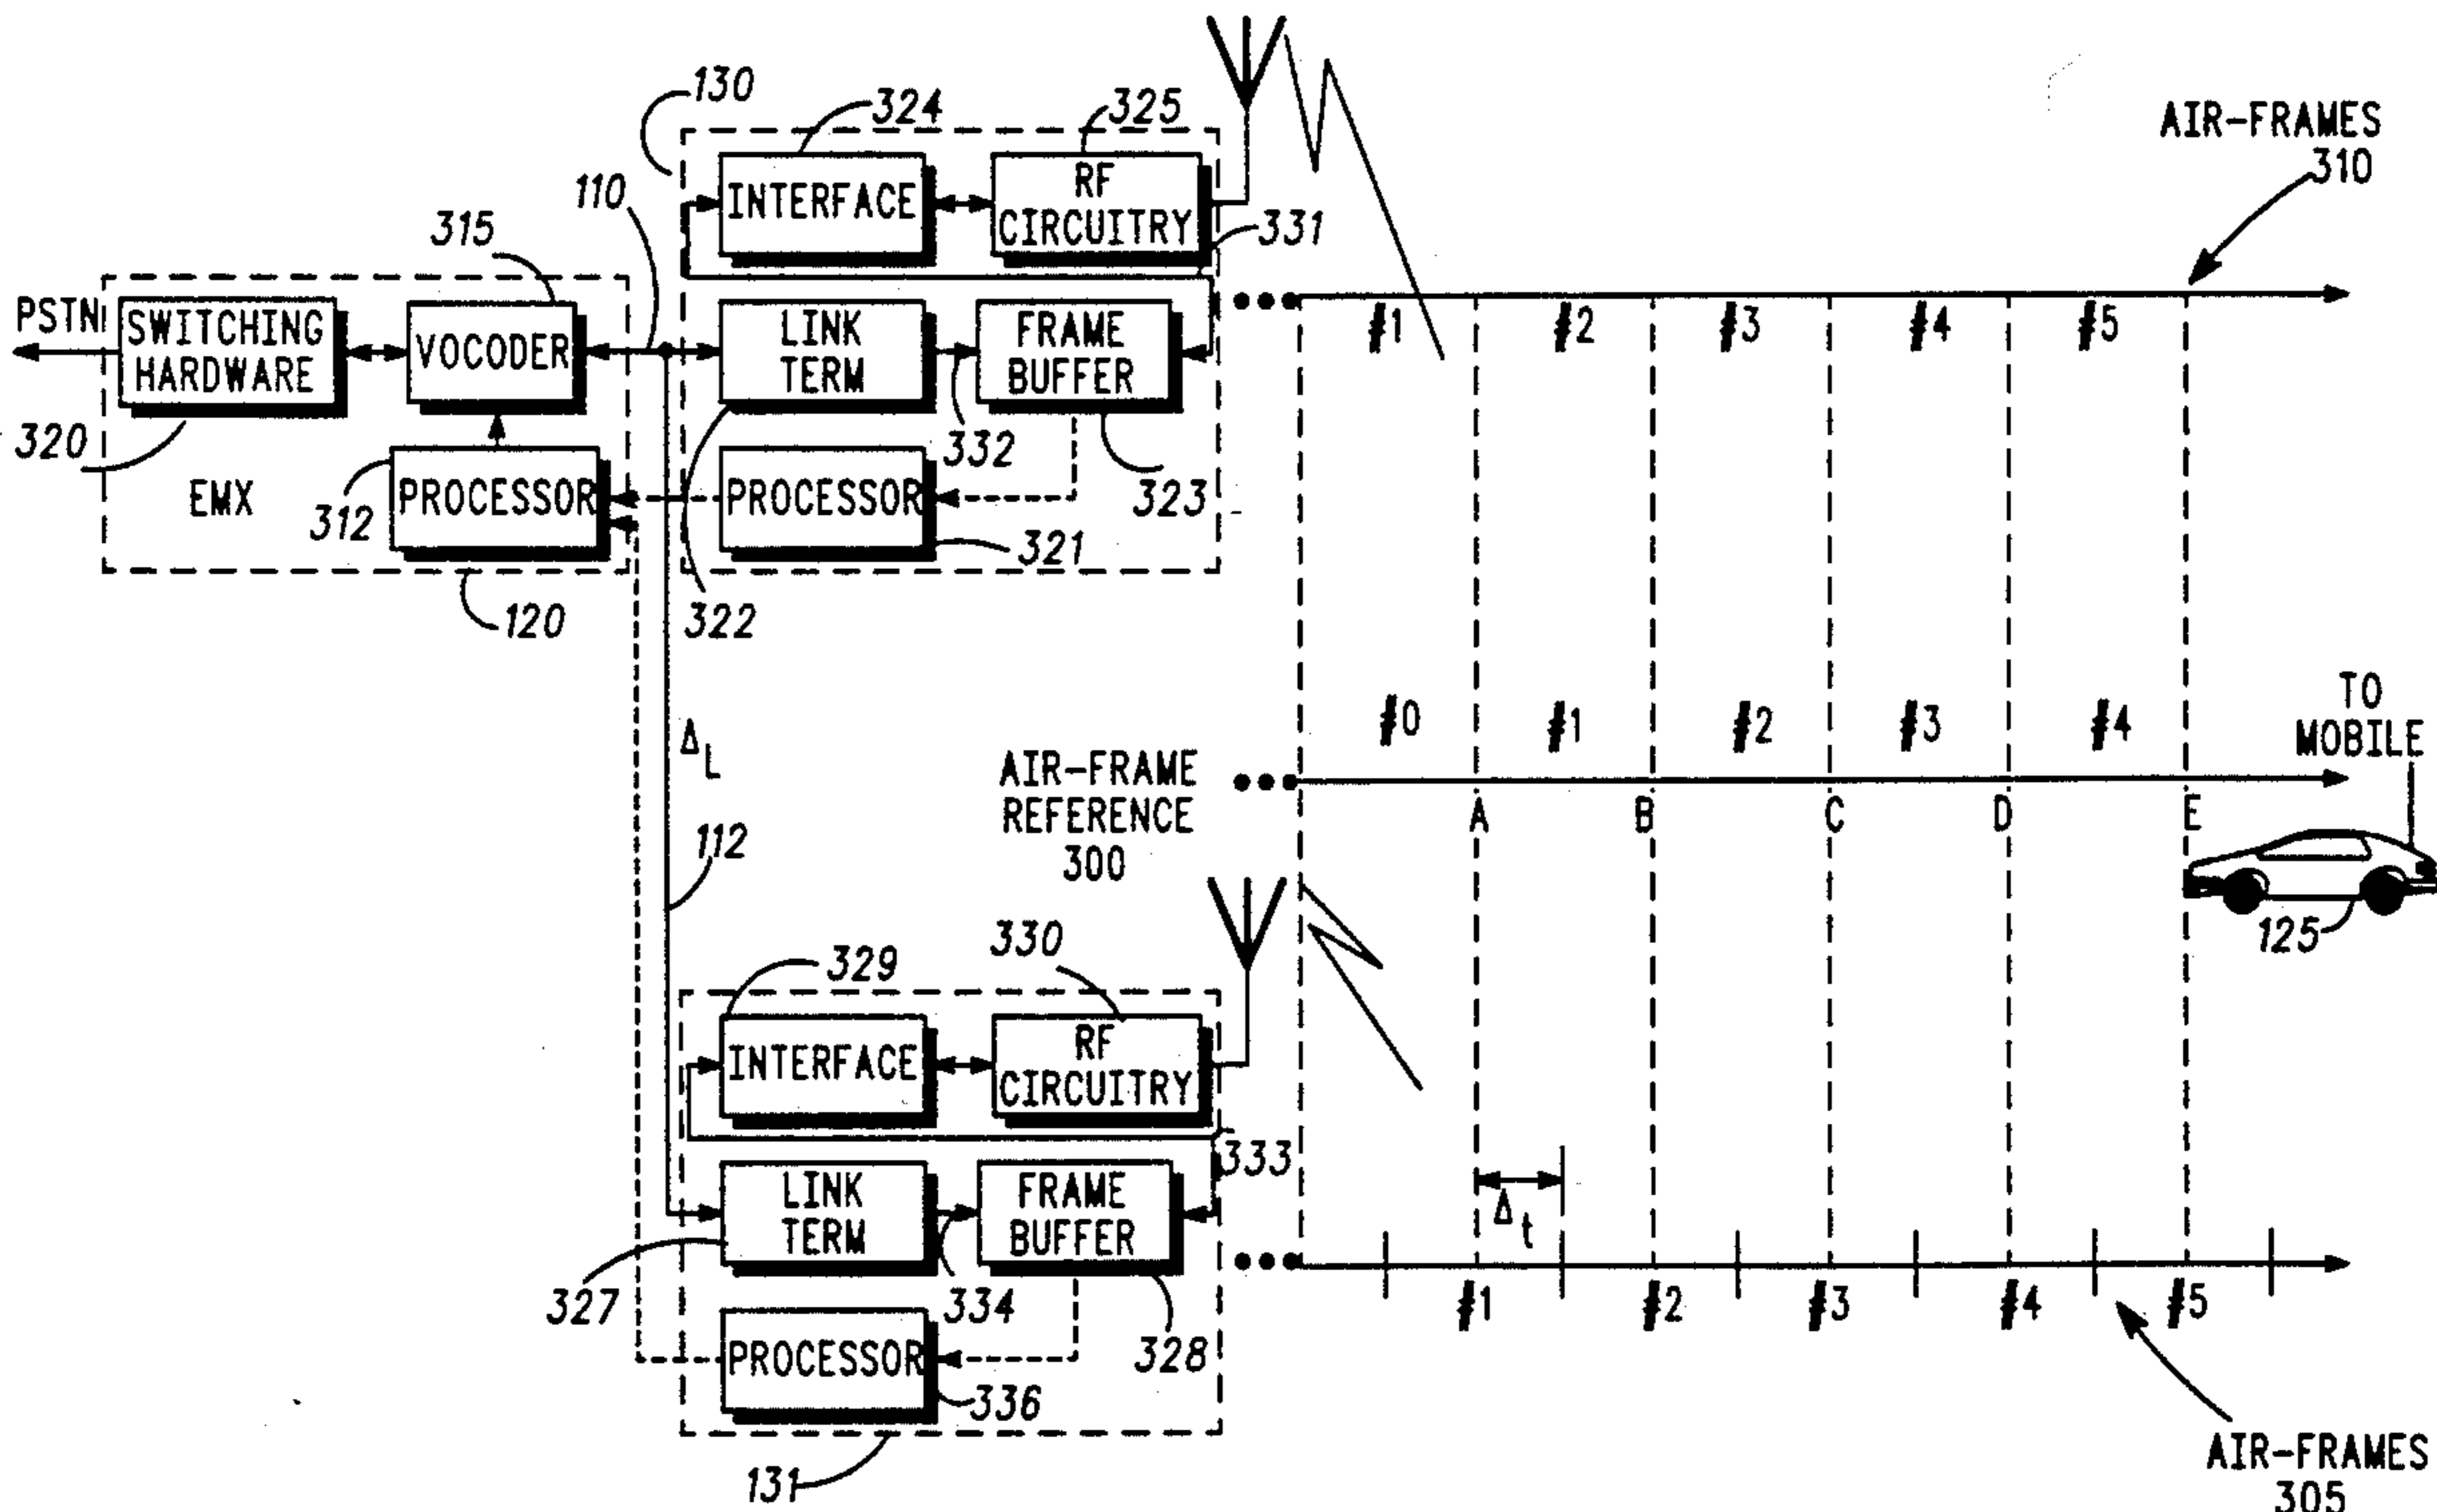 130
324
325
AIR-FRAMES
310
110
INTERFACE
RF
CIRCUITRY
331
315
PSTN
SWITCHING
HARDWARE
VOCODER
LINK
TERM
FRAME
BUFFER
#1
#2
#3
#4
#5
332
320
EMX
312
PROCESSOR
PROCESSOR
323
321
322
120
ΔL
#0
#1
#2
#3
#4
TO
MOBILE
AIR-FRAME
REFERENCE
300
A
B
C
D
E
112
125
329
330
INTERFACE
RF
CIRCUITRY
333
LINK
TERM
FRAME
BUFFER
Δt
327
334
328
#1
#2
#3
#4
#5
PROCESSOR
336
131
AIR-FRAMES
305